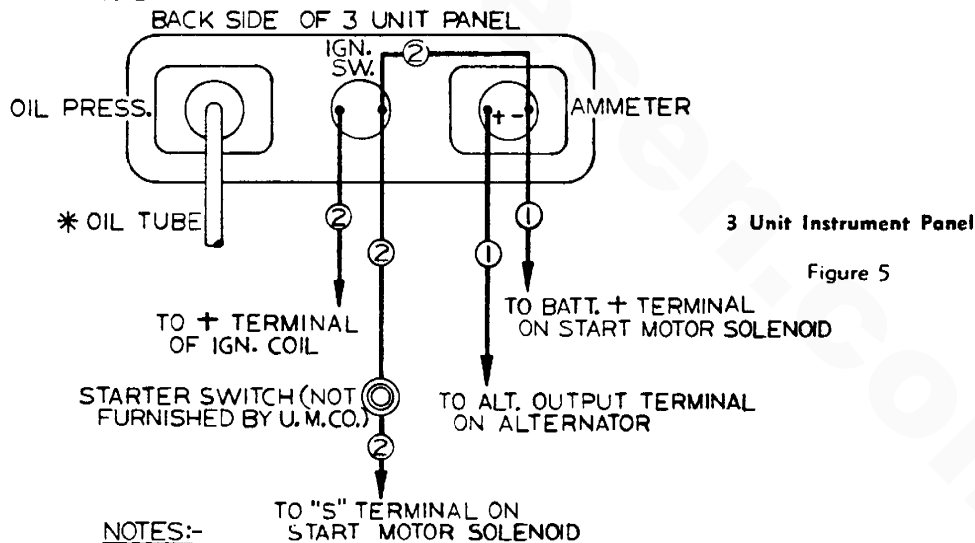 BACK SIDE OF 3 UNIT PANEL
IGN.
SW.
2
OIL PRESS.
+ -
AMMETER
* OIL TUBE
2
2
1
1
3 Unit Instrument Panel
Figure 5
TO + TERMINAL
OF IGN. COIL
TO BATT. + TERMINAL
ON START MOTOR SOLENOID
STARTER SWITCH (NOT
FURNISHED BY U.M.CO.)
TO ALT. OUTPUT TERMINAL
ON ALTERNATOR
2
TO "S" TERMINAL ON
START MOTOR SOLENOID
NOTES:-